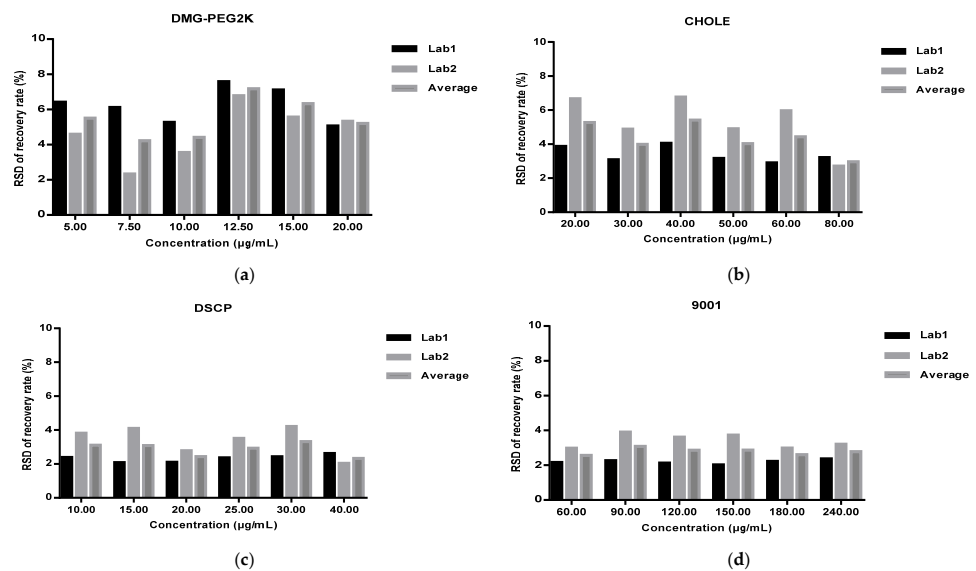 DMG-PEG2K
RSD of recovery rate (%)
10
8
6
4
2
0
5.00 7.50 10.00 12.50 15.00 20.00
Concentration (µg/mL)
Lab1
Lab2
Average
(a)
CHOLE
RSD of recovery rate (%)
10
8
6
4
2
0
20.00 30.00 40.00 50.00 60.00 80.00
Concentration (µg/mL)
Lab1
Lab2
Average
(b)
DSCP
RSD of recovery rate (%)
10
8
6
4
2
0
10.00 15.00 20.00 25.00 30.00 40.00
Concentration (µg/mL)
Lab1
Lab2
Average
(c)
9001
RSD of recovery rate (%)
10
8
6
4
2
0
60.00 90.00 120.00 150.00 180.00 240.00
Concentration (µg/mL)
Lab1
Lab2
Average
(d)